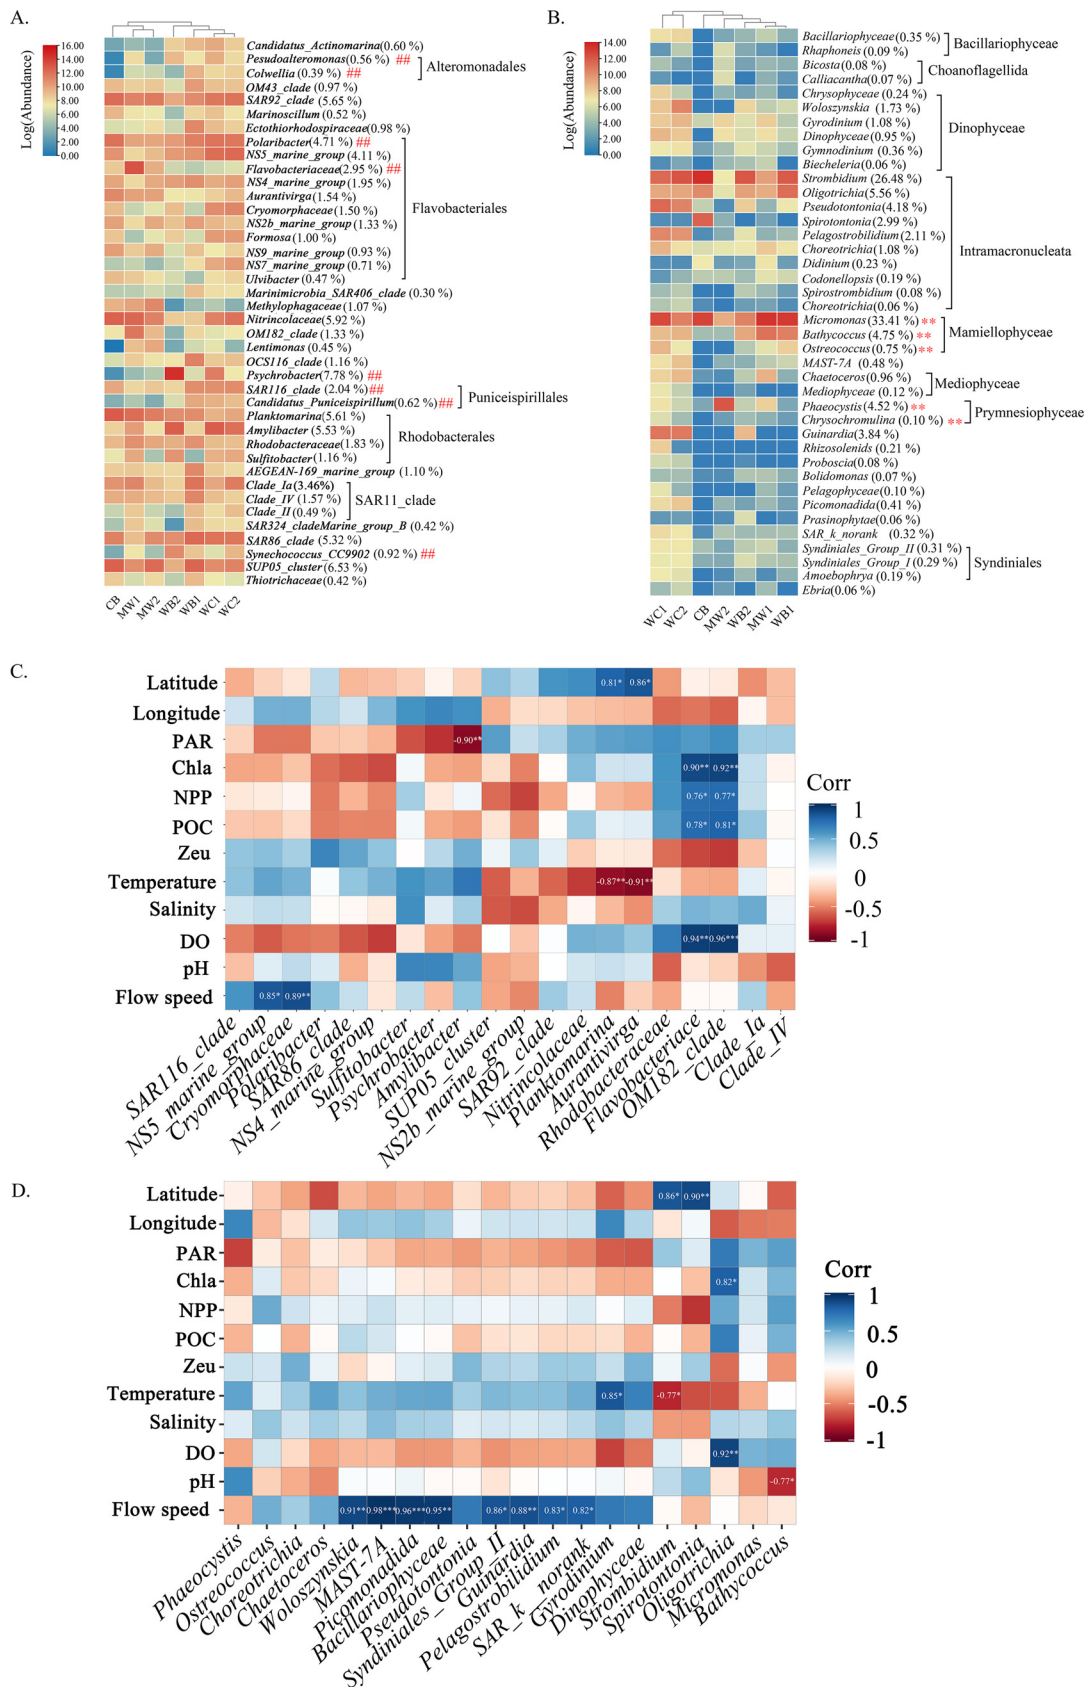 A.
16.00
14.00
12.00
10.00
8.00
6.00
4.00
2.00
0.00
Log(Abundance)
Candidatus_Actinomarina(0.60 %)
Pesudoalteromonas(0.56 %) ##
Colwellia(0.39 %) ##
Alteromonadales
OM43_clade(0.97 %)
SAR92_clade(5.65 %)
Marinoscillum(0.52 %)
Ectothiorhodospiraceae(0.98 %)
Polaribacter(4.71 %) ##
NS5_marine_group(4.11 %)
Flavobacteriaceae(2.95 %) ##
NS4_marine_group(1.95 %)
Aurantivirga(1.54 %)
Cryomorphaceae(1.50 %)
Flavobacteriales
NS2b_marine_group(1.33 %)
Formosa(1.00 %)
NS9_marine_group(0.93 %)
NS7_marine_group(0.71 %)
Ulvibacter(0.47 %)
Marinimicrobia_SAR406_clade(0.30 %)
Methylophagaceae(1.07 %)
Nitrincolaceae(5.92 %)
OM182_clade(1.33 %)
Lentimonas(0.45 %)
OCS116_clade(1.16 %)
Psychrobacter(7.78 %) ##
SAR116_clade(2.04 %)##
Candidatus_Puniceispirillum(0.62 %)##
Puniceispirillales
Planktomarina(5.61 %)
Amylibacter(5.53 %)
Rhodobacteraceae(1.83 %)
Rhodobacterales
Sulfitobacter(1.16 %)
AEGEAN-169_marine_group(1.10 %)
Clade_Ia(3.46%)
Clade_IV(1.57 %)
SAR11_clade
Clade_II(0.49 %)
SAR324_cladeMarine_group_B(0.42 %)
SAR86_clade(5.32 %)
Synechococcus_CC9902(0.92 %) ##
SUP05_cluster(6.53 %)
Thiotrichaceae(0.42 %)
CB MW1 MW2 WB2 WB1 WC1 WC2
B.
14.00
12.00
10.00
8.00
6.00
4.00
2.00
0.00
Log(Abundance)
Bacillariophyceae(0.35 %)
Rhaphoneis(0.09 %)
Bacillariophyceae
Bicosta(0.08 %)
Calliacantha(0.07 %)
Choanoflagellida
Chrysophyceae(0.24 %)
Woloszynskia (1.73 %)
Gyrodinium(1.08 %)
Dinophyceae(0.95 %)
Dinophyceae
Gymnodinium(0.36 %)
Biecheleria(0.06 %)
Strombidium(26.48 %)
Oligotrichia(5.56 %)
Pseudotontonia(4.18 %)
Spirotontonia(2.99 %)
Pelagostrobilidium(2.11 %)
Choreotrichia(1.08 %)
Intramacronucleata
Didinium(0.23 %)
Codonellopsis(0.19 %)
Spirostrombidium(0.08 %)
Choreotichia(0.06 %)
Micromonas(33.41 %)**
Bathycoccus(4.75 %)**
Mamiellophyceae
Ostreococcus(0.75 %)**
MAST-7A(0.48 %)
Chaetoceros(0.96 %)
Mediophyceae(0.12 %)
Mediophyceae
Phaeocystis(4.52 %)**
Chrysochromulina(0.10 %)**
Prymnesiophyceae
Guinardia(3.84 %)
Rhizosolenids(0.21 %)
Proboscia(0.08 %)
Bolidomonas(0.07 %)
Pelagophyceae(0.10 %)
Picomonadida(0.41 %)
Prasinophytae(0.06 %)
SAR_k_norank (0.32 %)
Syndiniales_Group_II(0.31 %)
Syndiniales_Group_I(0.29 %)
Syndiniales
Amoebophrya(0.19 %)
Ebria(0.06 %)
WC1 WC2 CB MW2 WB2 MW1 WB1
C.
Latitude 0.81* 0.86*
Longitude
PAR -0.90**
Chla 0.90** 0.92**
NPP 0.76* 0.77*
POC 0.78* 0.81*
Zeu
Temperature -0.87** -0.91**
Salinity
DO 0.94** 0.96***
pH
Flow speed 0.85* 0.89**
Corr
1
0.5
0
-0.5
-1
SAR116_clade
NS5_marine_group
Cryomorphaceae
Polaribacter
SAR86_clade
NS4_marine_group
Sulfitobacter
Psychrobacter
Amylibacter
SUP05_cluster
NS2b_marine_group
SAR92_clade
Nitrincolaceae
Planktomarina
Aurantivirga
Rhodobacteraceae
Flavobacteriace
OM182_clade
Clade_Ia
Clade_IV
D.
Latitude 0.86* 0.90**
Longitude
PAR
Chla 0.82*
NPP
POC
Zeu
Temperature 0.85* -0.77*
Salinity
DO 0.92**
pH -0.77*
Flow speed 0.91** 0.98*** 0.96*** 0.95** 0.86* 0.88** 0.83* 0.82*
Corr
1
0.5
0
-0.5
-1
Phaeocystis
Ostreococcus
Choreotrichia
Chaetoceros
Woloszynskia
MAST-7A
Picomonadida
Bacillariophyceae
Pseudotontonia
Syndiniales_Group_II
Guinardia
Pelagostrobilidium
SAR_k_norank
Gyrodinium
Dinophyceae
Strombidium
Spirotontonia
Oligotrichia
Micromonas
Bathycoccus